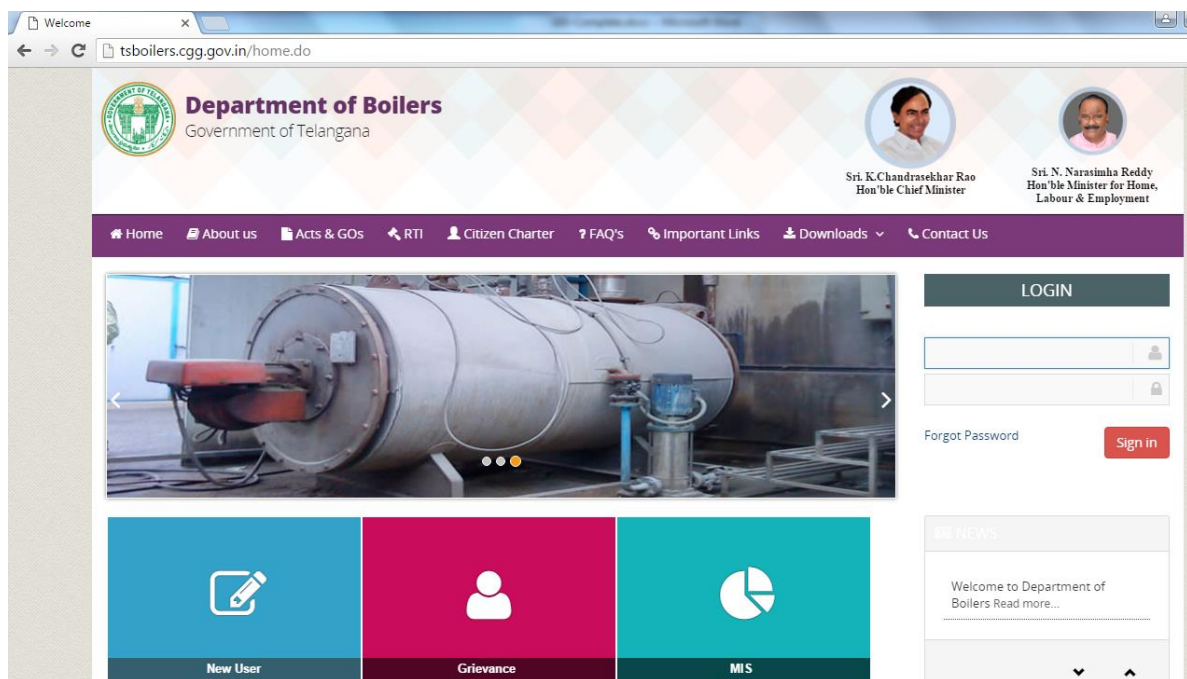 Welcome
tsboilers.cgg.gov.in/home.do
Department of Boilers
Government of Telangana
Sri. K.Chandrasekhar Rao
Hon'ble Chief Minister
Sri. N. Narasimha Reddy
Hon'ble Minister for Home,
Labour & Employment
Home About us Acts & GOs RTI Citizen Charter ? FAQ's Important Links Downloads Contact Us
LOGIN
Forgot Password
Sign in
NEWS
Welcome to Department of
Boilers Read more...
New User
Grievance
MIS